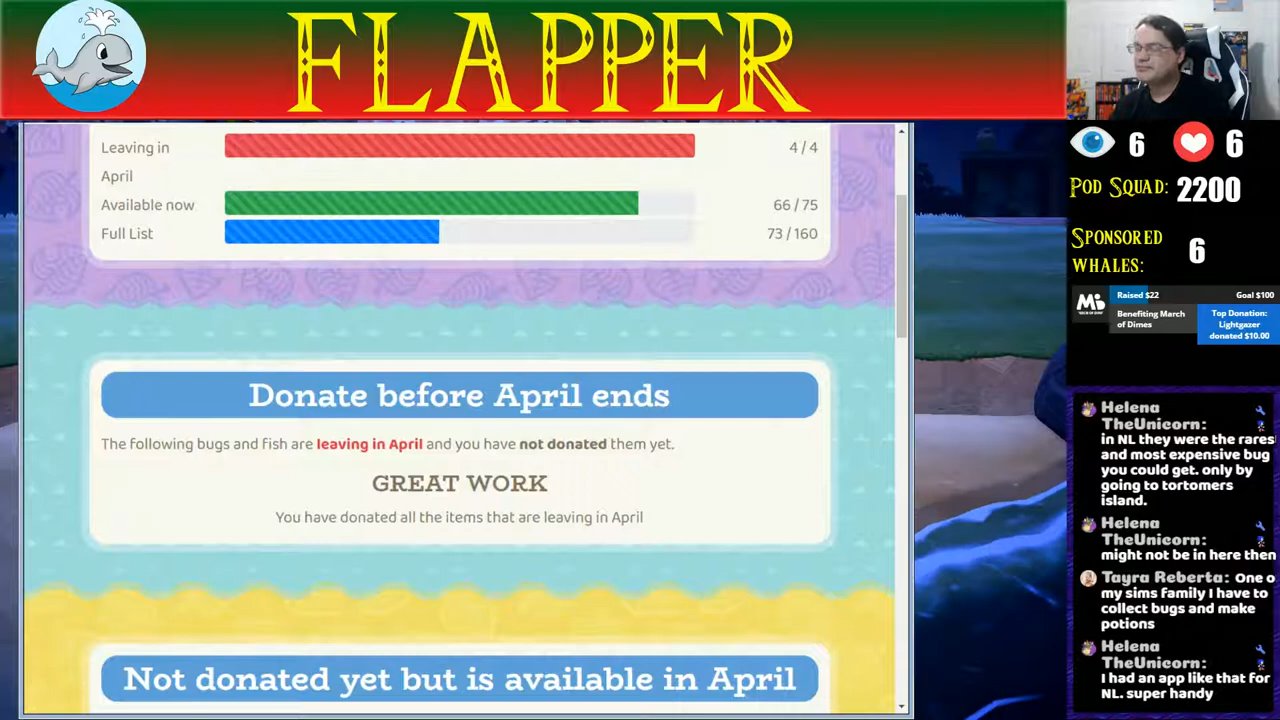 FLAPPER
Leaving in
April
4 / 4
Available now
66 / 75
Full List
73 / 160
Donate before April ends
The following bugs and fish are leaving in April and you have not donated them yet.
GREAT WORK
You have donated all the items that are leaving in April
Not donated yet but is available in April
6
6
Pod Squad: 2200
Sponsored
whales:
6
Raised $22
Goal $100
Benefiting March
of Dimes
Top Donation:
Lightgazer
donated $10.00
Helena
TheUnicorn:
in NL they were the rares
and most expensive bug
you could get. only by
going to tortomers
island.
Helena
TheUnicorn:
might not be in here then
Tayra Reberta: One o
my sims family I have to
collect bugs and make
potions
Helena
TheUnicorn:
I had an app like that for
NL. super handy